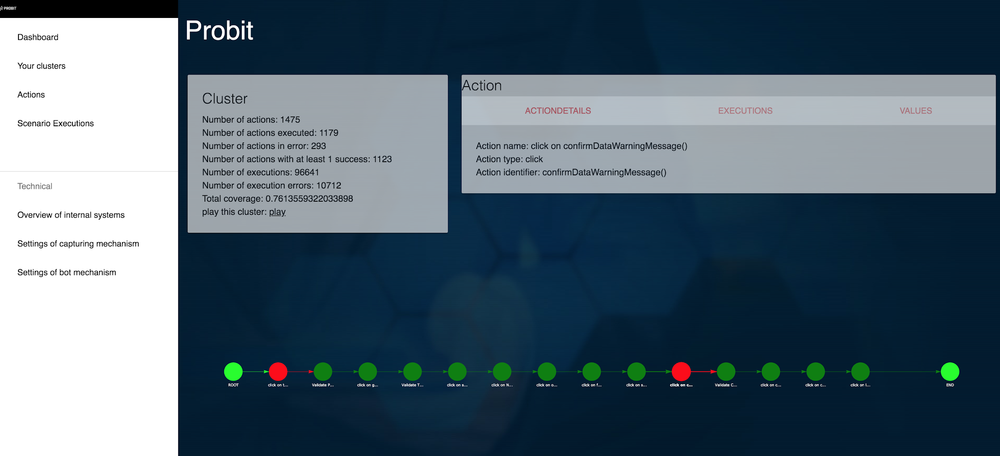 PROBIT
Dashboard
Your clusters
Actions
Scenario Executions
Technical
Overview of internal systems
Settings of capturing mechanism
Settings of bot mechanism
Probit
Cluster
Number of actions: 1475
Number of actions executed: 1179
Number of actions in error: 293
Number of actions with at least 1 success: 1123
Number of executions: 96641
Number of execution errors: 10712
Total coverage: 0.7613559322033898
play this cluster: play
Action
ACTIONDETAILS EXECUTIONS VALUES
Action name: click on confirmDataWarningMessage()
Action type: click
Action identifier: confirmDataWarningMessage()
ROOT click on t... Validate P... click on g... Validate T... click on s... click on N... click on o... click on f... click on s... click on c... Validate C... click on c... click on c... click on l... END